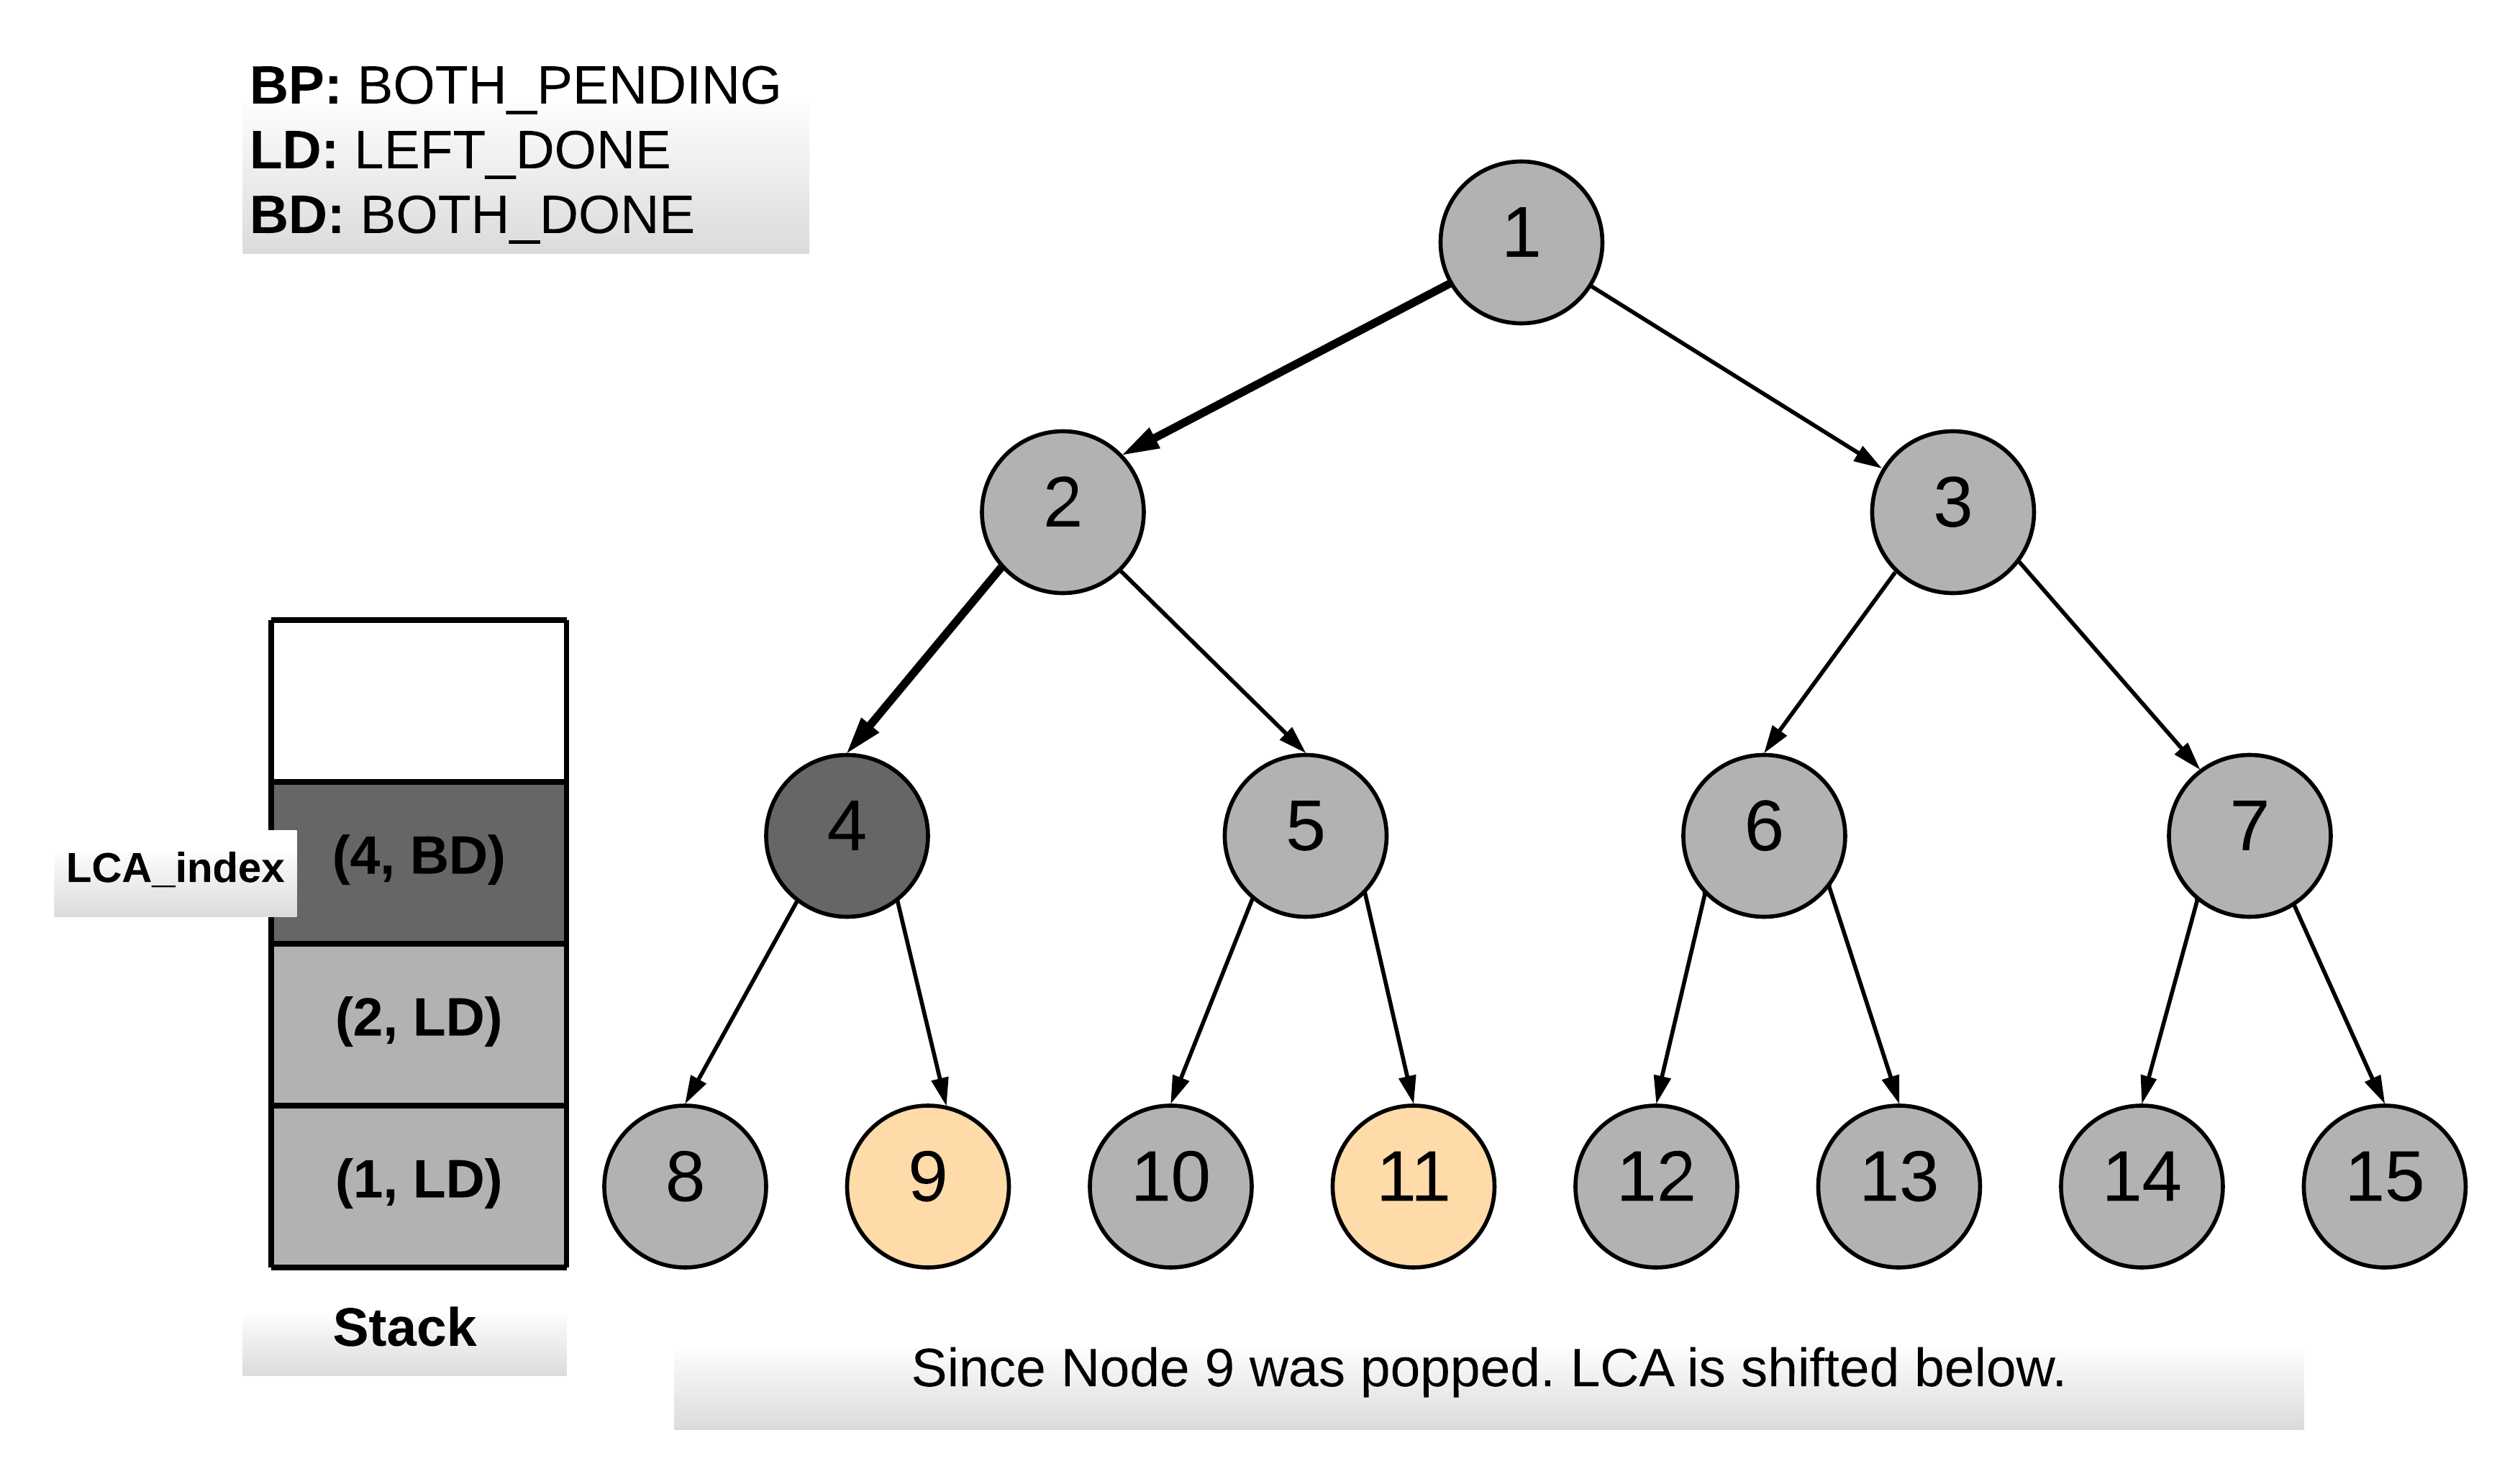 BP: BOTH_PENDING
LD: LEFT_DONE
BD: BOTH_DONE
1
2
3
4
5
6
7
LCA_index
(4, BD)
(2, LD)
(1, LD)
8
9
10
11
12
13
14
15
Stack
Since Node 9 was popped. LCA is shifted below.